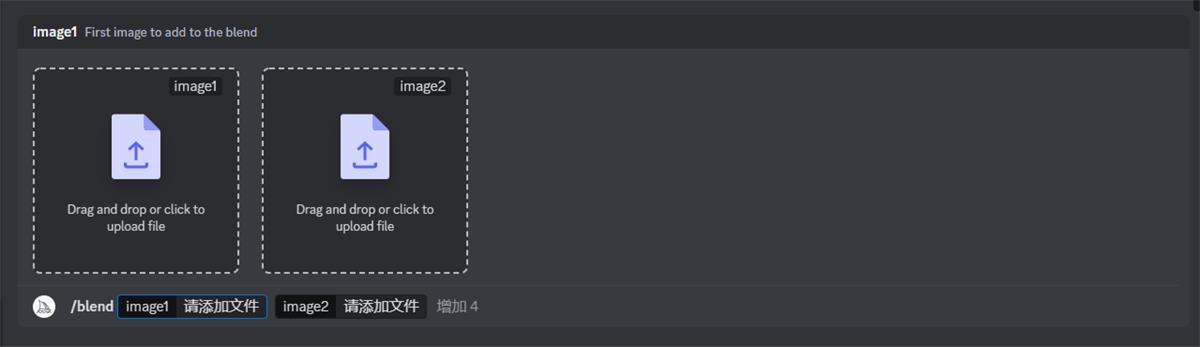 image1 First image to add to the blend
image1
image2
Drag and drop or click to
upload file
Drag and drop or click to
upload file
/blend image1 请添加文件 image2 请添加文件 增加 4